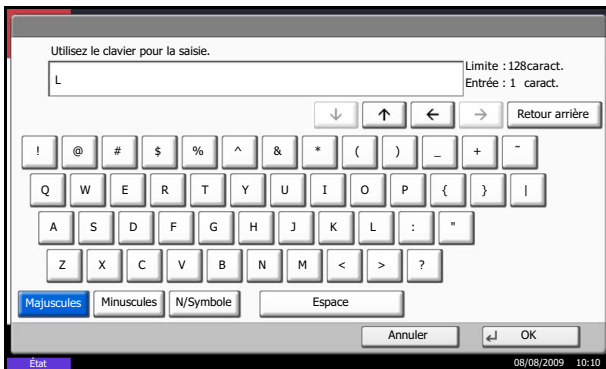 Utilisez le clavier pour la saisie.
Limite : 128caract.
L
Entrée : 1 caract.
↓ ↑ ← → Retour arrière
! @ # $ % ^ & * ( ) _ + ~
Q W E R T Y U I O P { } |
A S D F G H J K L : "
Z X C V B N M < > ?
Majuscules Minuscules N/Symbole Espace
Annuler ↵ OK
État 08/08/2009 10:10